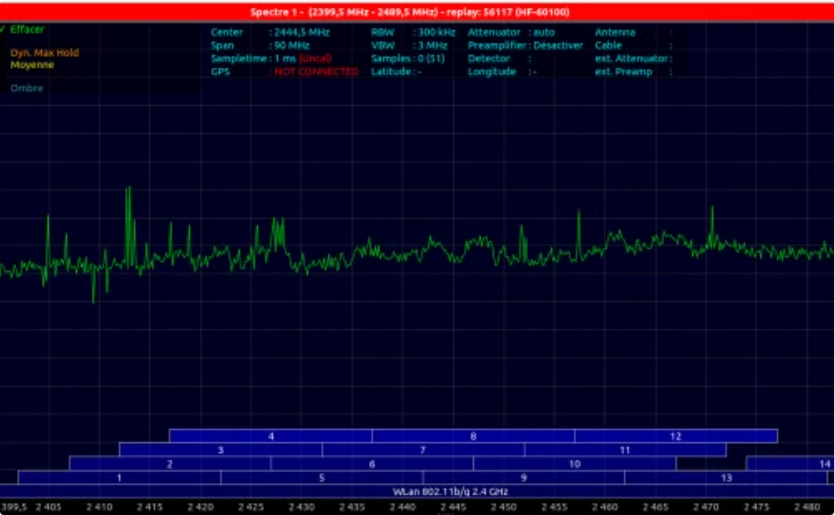 Spectre 1 - (2399,5 MHz - 2489,5 MHz) - replay: 56117 (HF-60100)
Effacer
Dyn. Max Hold
Moyenne
Ombre
Center : 2444,5 MHz RBW : 300 kHz Attenuator : auto Antenna :
Span : 90 MHz VBW : 3 MHz Preamplifier : Désactiver Cable :
Sampletime : 1 ms (Uncal) Samples : 0 (51) Detector : ext. Attenuator :
GPS : NOT CONNECTED Latitude : - Longitude : - ext. Preamp :
4 8 12
3 7 11
2 6 10 14
1 5 9 13
WLan 802.11b/g 2.4 GHz
399,5 2 405 2 410 2 415 2 420 2 425 2 430 2 435 2 440 2 445 2 450 2 455 2 460 2 465 2 470 2 475 2 480